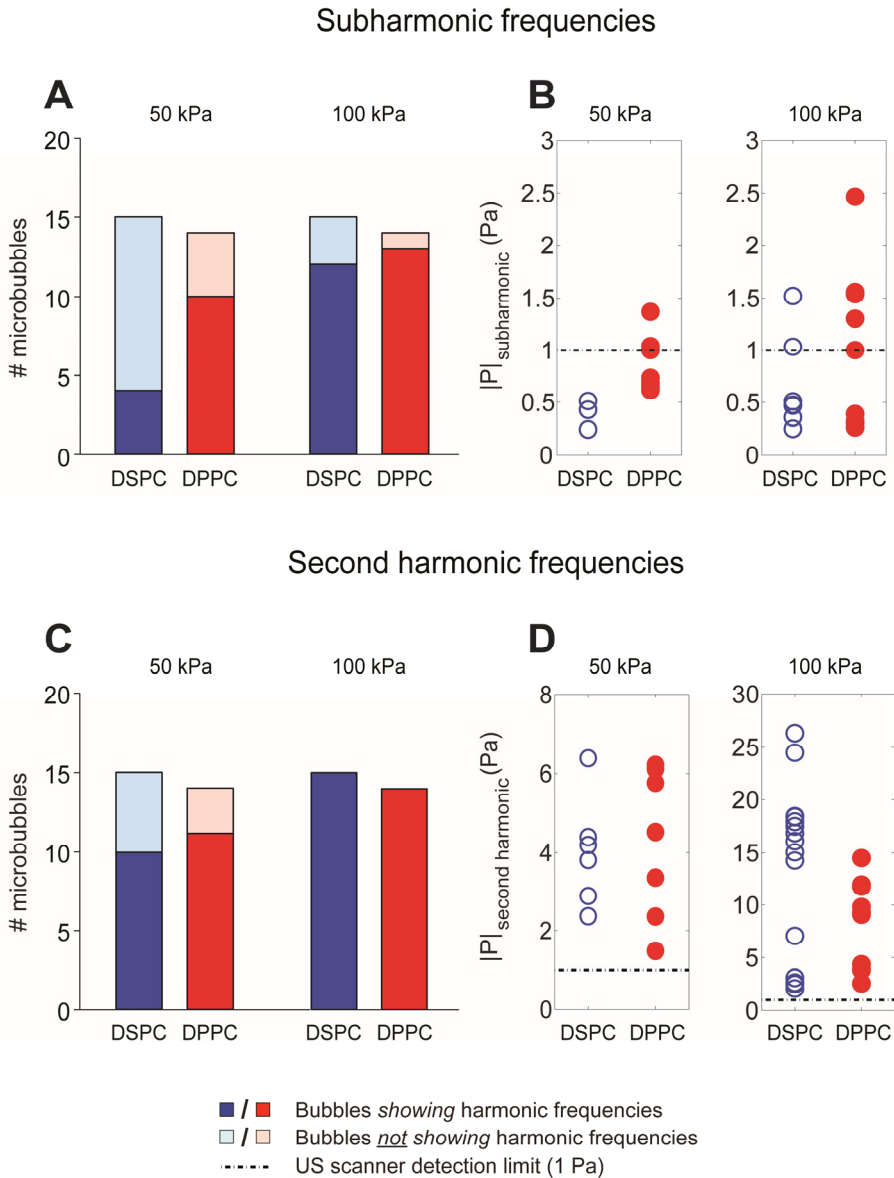 Subharmonic frequencies
A
B
50 kPa
100 kPa
50 kPa
100 kPa
# microbubbles
20
15
10
5
0
DSPC DPPC
DSPC DPPC
|P|subharmonic (Pa)
3
2.5
2
1.5
1
0.5
0
DSPC DPPC
3
2.5
2
1.5
1
0.5
0
DSPC DPPC
Second harmonic frequencies
C
D
50 kPa
100 kPa
50 kPa
100 kPa
# microbubbles
20
15
10
5
0
DSPC DPPC
DSPC DPPC
|P|second harmonic (Pa)
8
6
4
2
0
DSPC DPPC
30
25
20
15
10
5
0
DSPC DPPC
/ Bubbles showing harmonic frequencies
/ Bubbles not showing harmonic frequencies
US scanner detection limit (1 Pa)